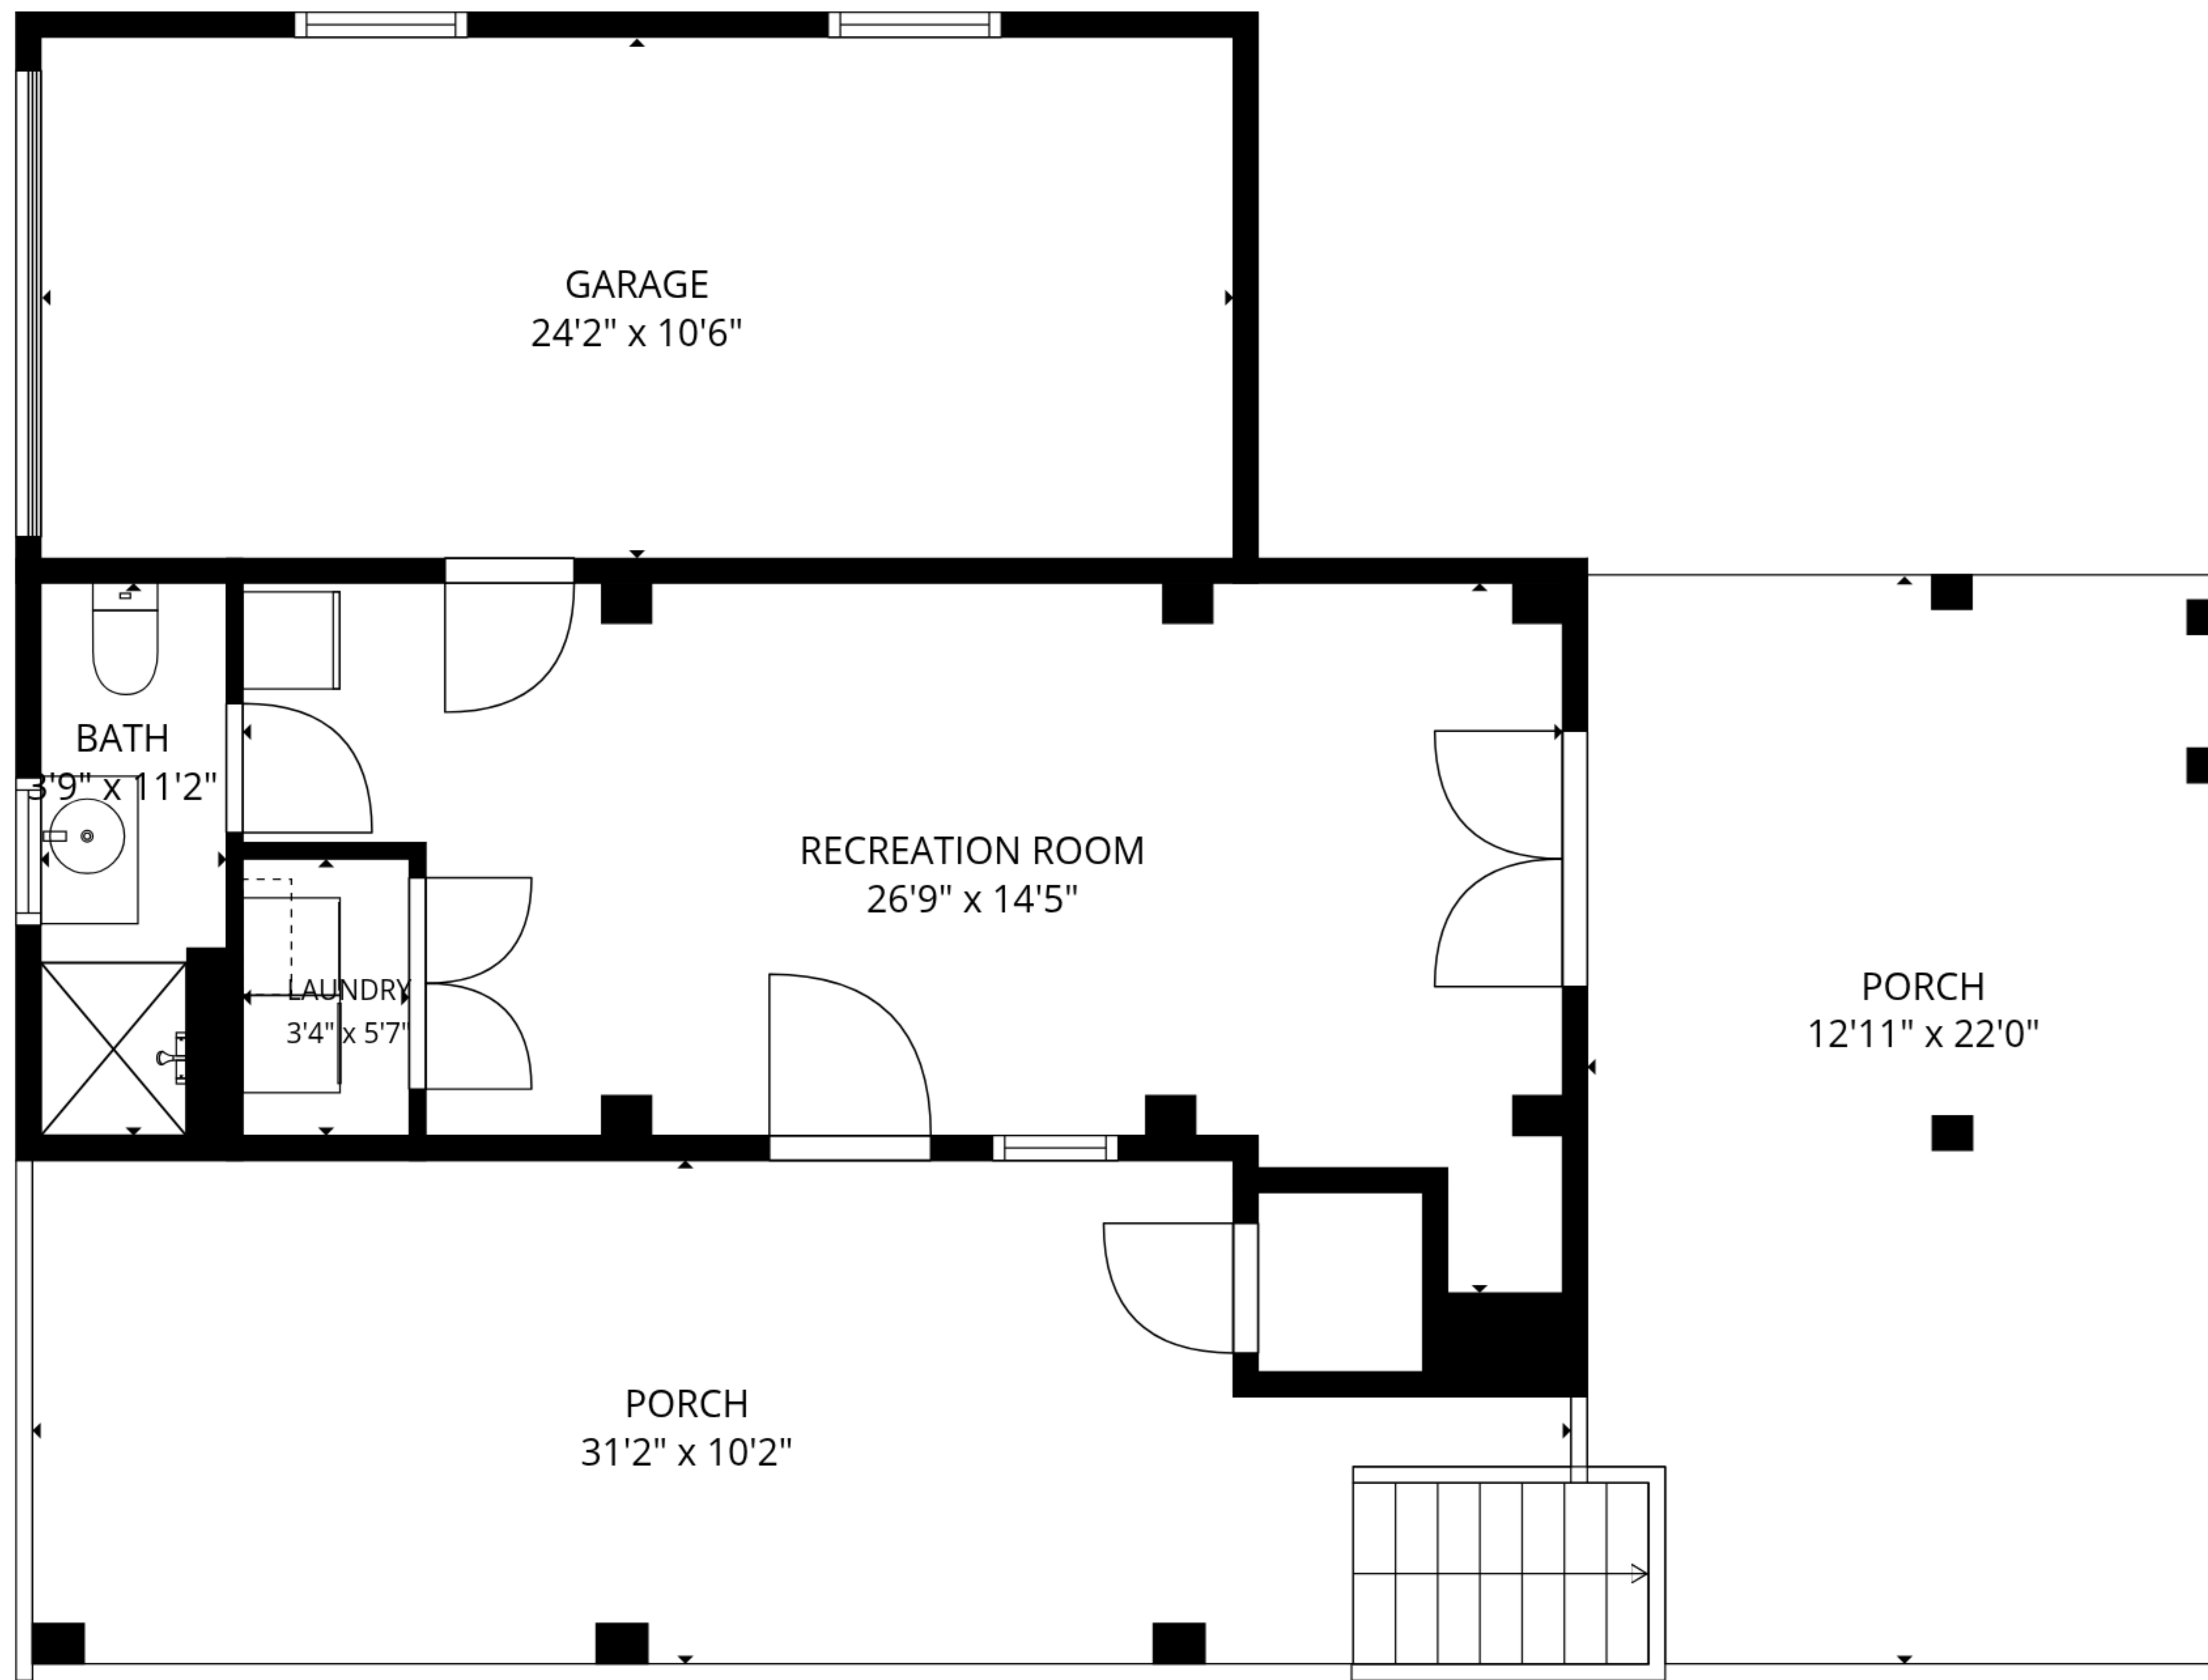 GARAGE
24'2" x 10'6"
BATH
3'9" x 11'2"
RECREATION ROOM
26'9" x 14'5"
LAUNDRY
3'4" x 5'7"
PORCH
12'11" x 22'0"
PORCH
31'2" x 10'2"